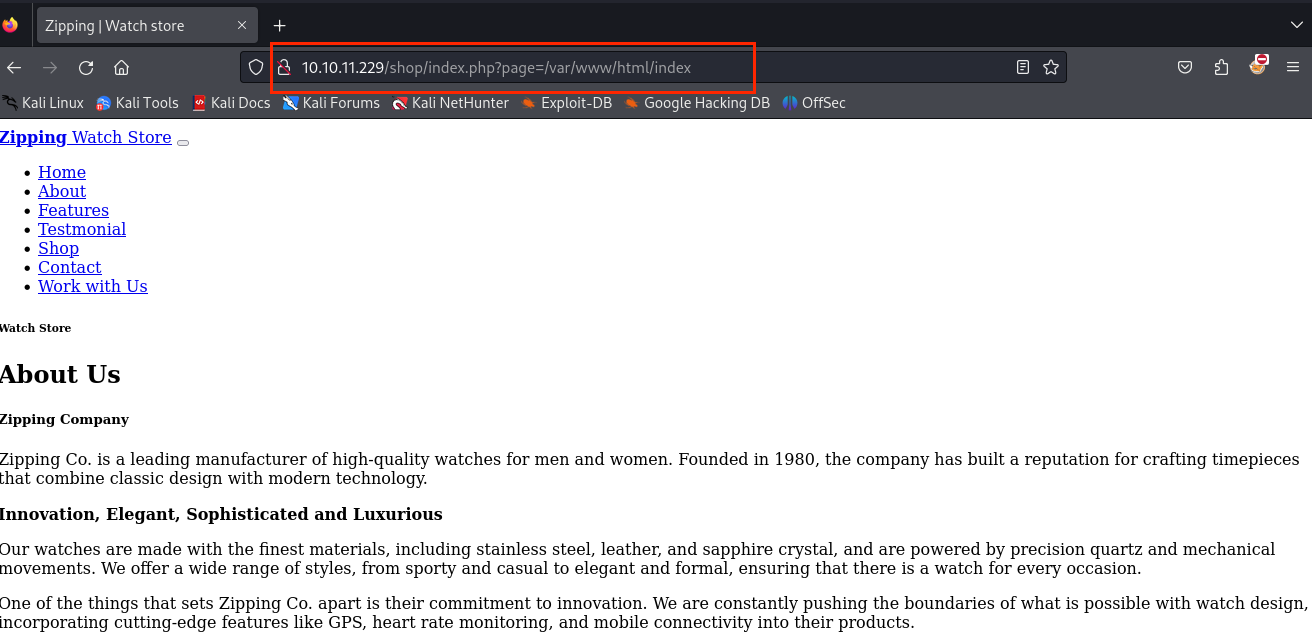 Zipping | Watch store
10.10.11.229/shop/index.php?page=/var/www/html/index
Kali Linux Kali Tools Kali Docs Kali Forums Kali NetHunter Exploit-DB Google Hacking DB OffSec
Zipping Watch Store
Home
About
Features
Testmonial
Shop
Contact
Work with Us
Watch Store
About Us
Zipping Company
Zipping Co. is a leading manufacturer of high-quality watches for men and women. Founded in 1980, the company has built a reputation for crafting timepieces
that combine classic design with modern technology.
Innovation, Elegant, Sophisticated and Luxurious
Our watches are made with the finest materials, including stainless steel, leather, and sapphire crystal, and are powered by precision quartz and mechanical
movements. We offer a wide range of styles, from sporty and casual to elegant and formal, ensuring that there is a watch for every occasion.
One of the things that sets Zipping Co. apart is their commitment to innovation. We are constantly pushing the boundaries of what is possible with watch design,
incorporating cutting-edge features like GPS, heart rate monitoring, and mobile connectivity into their products.